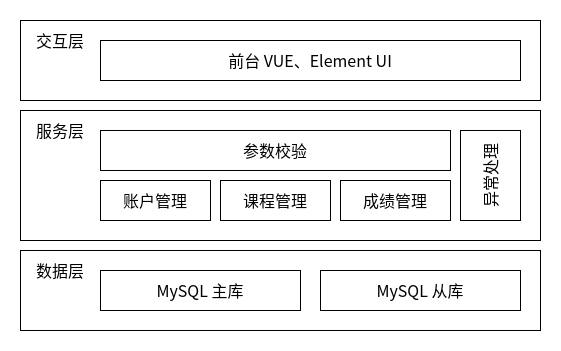 交互层
前台 VUE、Element UI
服务层
参数校验
账户管理
课程管理
成绩管理
异常处理
数据层
MySQL 主库
MySQL 从库